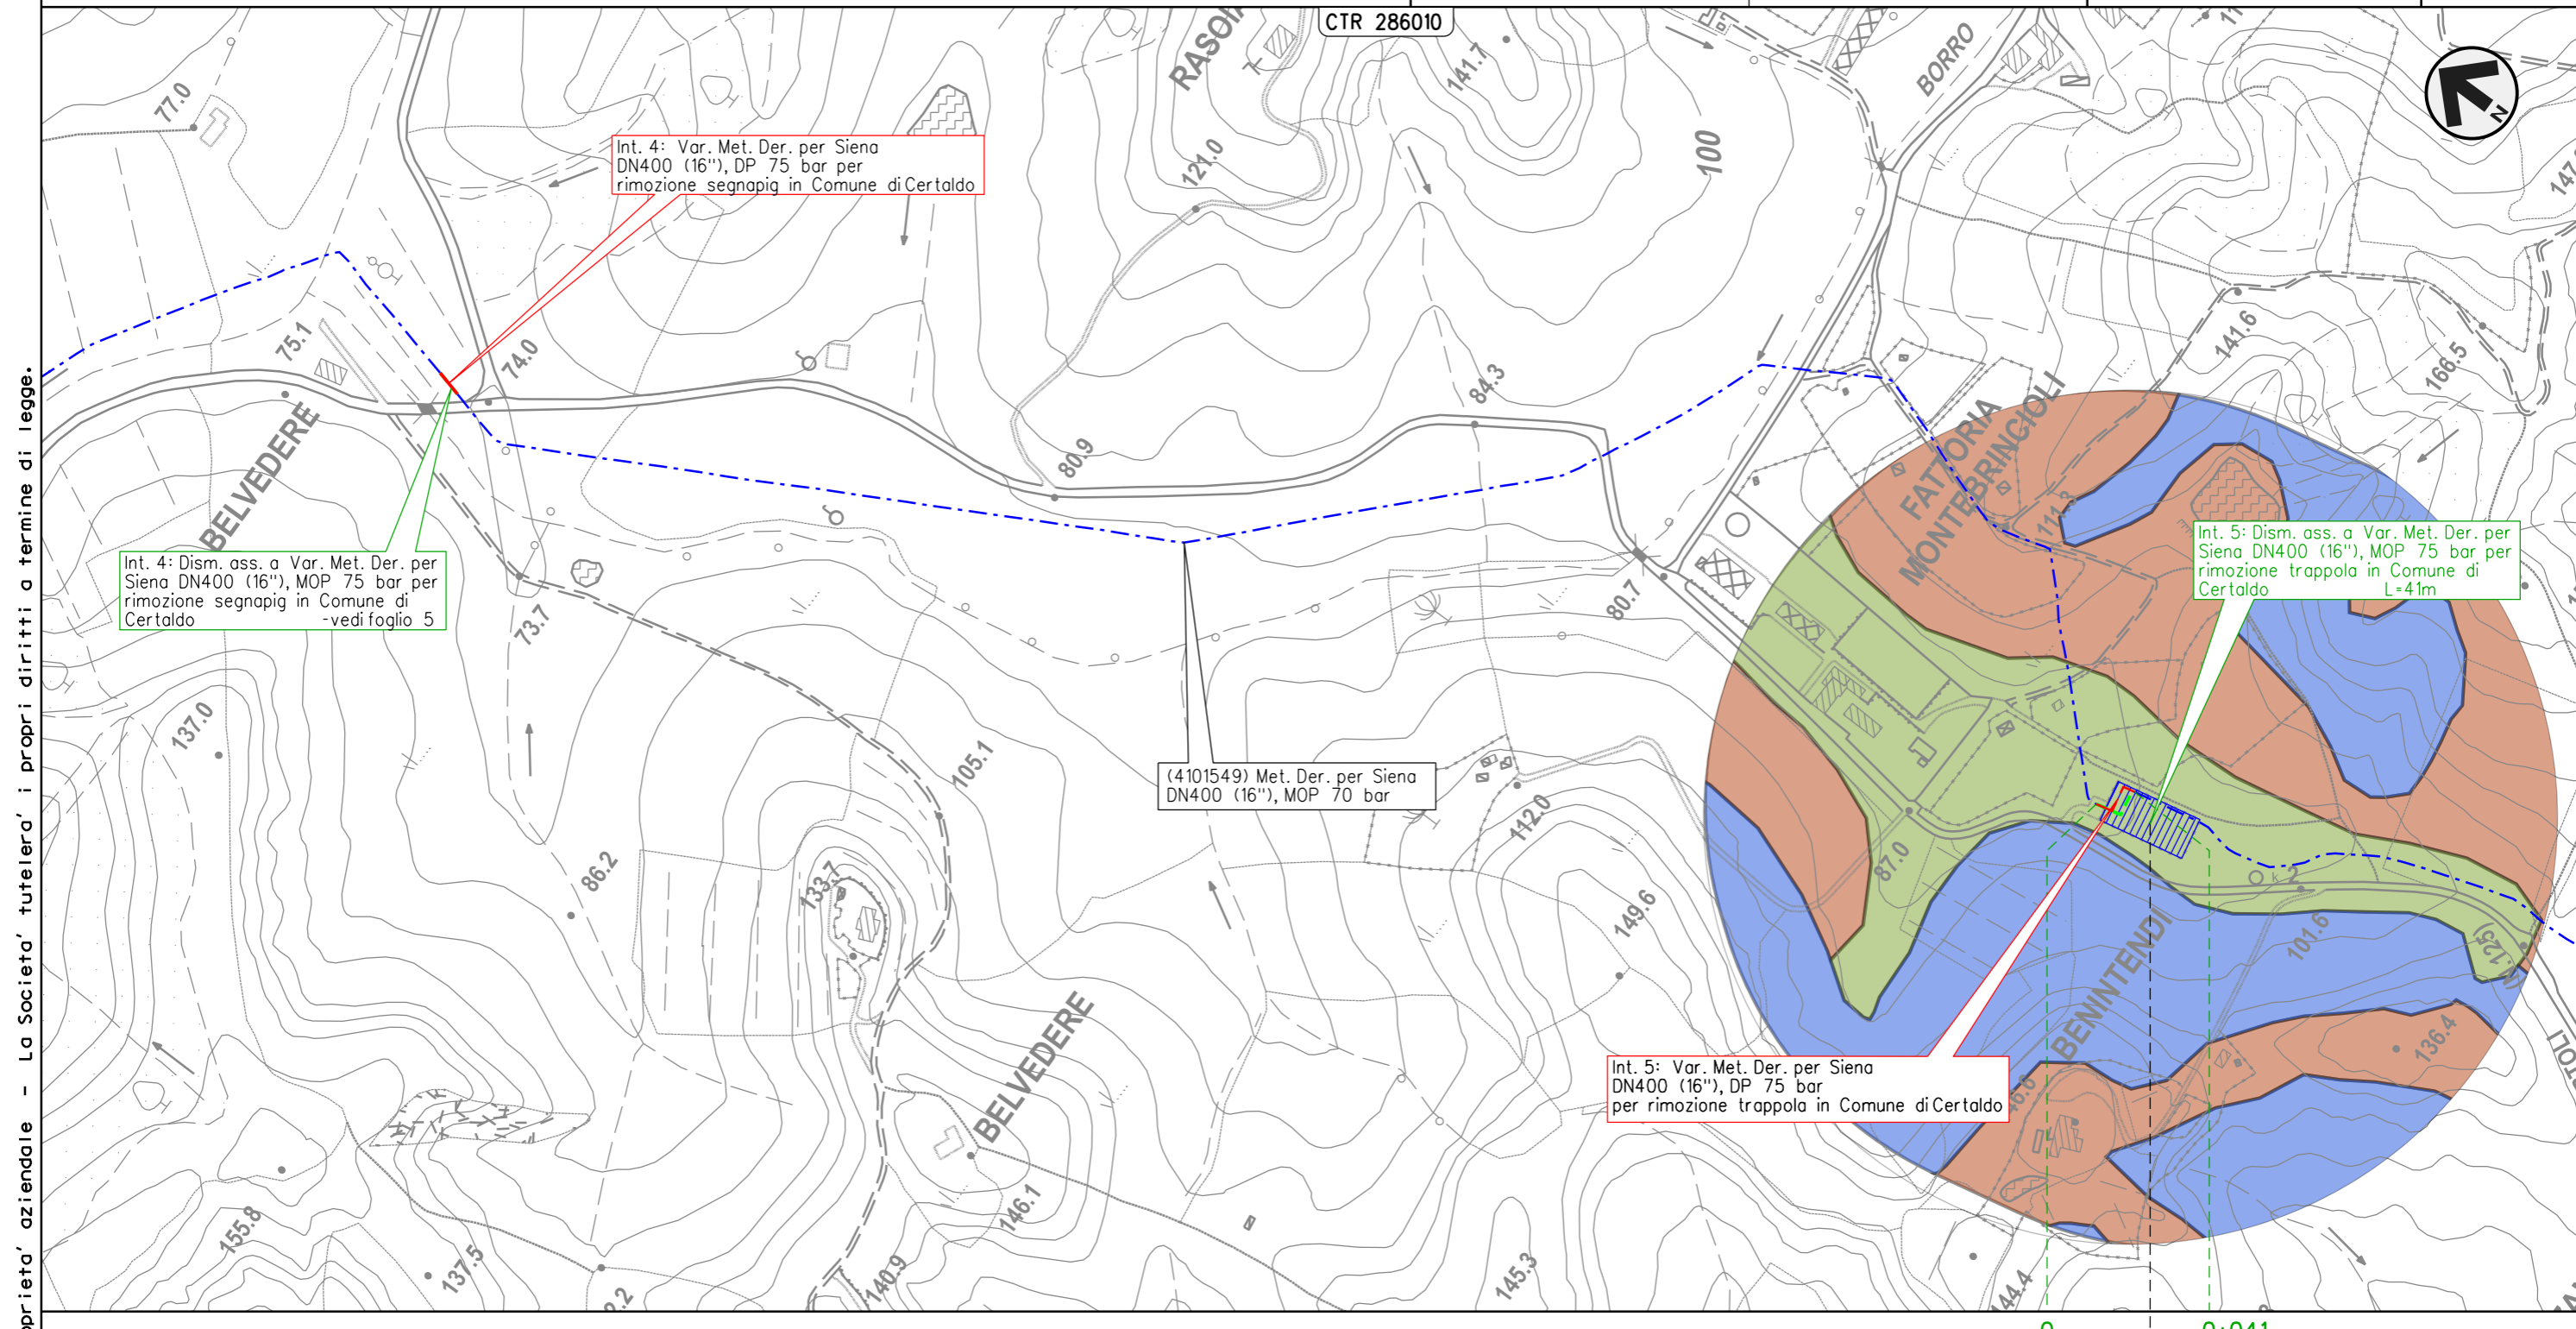 CTR 286010
RASOIA
BORRO
N
77.0
141.7
121.0
100
Int. 4: Var. Met. Der. per Siena
DN400 (16"), DP 75 bar per
rimozione segnapig in Comune di Certaldo
75.1
74.0
84.3
80.9
141.6
166.5
BELVEDERE
FATTORIA
MONTEBRINCIOLI
Int. 4: Dism. ass. a Var. Met. Der. per
Siena DN400 (16"), MOP 75 bar per
rimozione segnapig in Comune di
Certaldo -vedi foglio 5
Int. 5: Dism. ass. a Var. Met. Der. per
Siena DN400 (16"), MOP 75 bar per
rimozione trappola in Comune di
Certaldo L=41m
73.7
80.7
137.0
105.1
(4101549) Met. Der. per Siena
DN400 (16"), MOP 70 bar
112.0
87.0
k 2
86.2
133.7
149.6
101.6
BENINTENDI
136.4
BELVEDERE
Int. 5: Var. Met. Der. per Siena
DN400 (16"), DP 75 bar
per rimozione trappola in Comune di Certaldo
155.8
137.5
146.1
140.9
145.3
144.4
0
0+041
aziendale - La Societa' tutelera' i propri diritti a termine di legge.